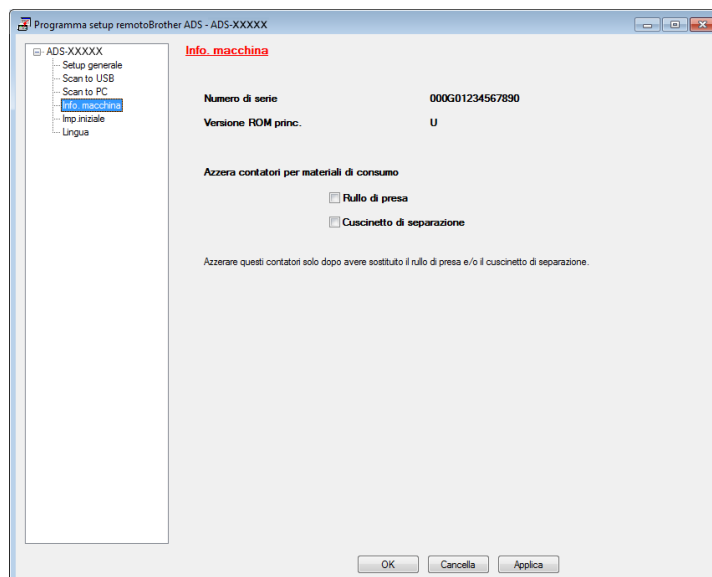 Programma setup remotoBrother ADS - ADS-XXXXX
ADS-XXXXX
Setup generale
Scan to USB
Scan to PC
Info. macchina
Imp.iniziale
Lingua
Info. macchina
Numero di serie 000G01234567890
Versione ROM princ. U
Azzera contatori per materiali di consumo
Rullo di presa
Cuscinetto di separazione
Azzerare questi contatori solo dopo avere sostituito il rullo di presa e/o il cuscinetto di separazione.
OK Cancella Applica